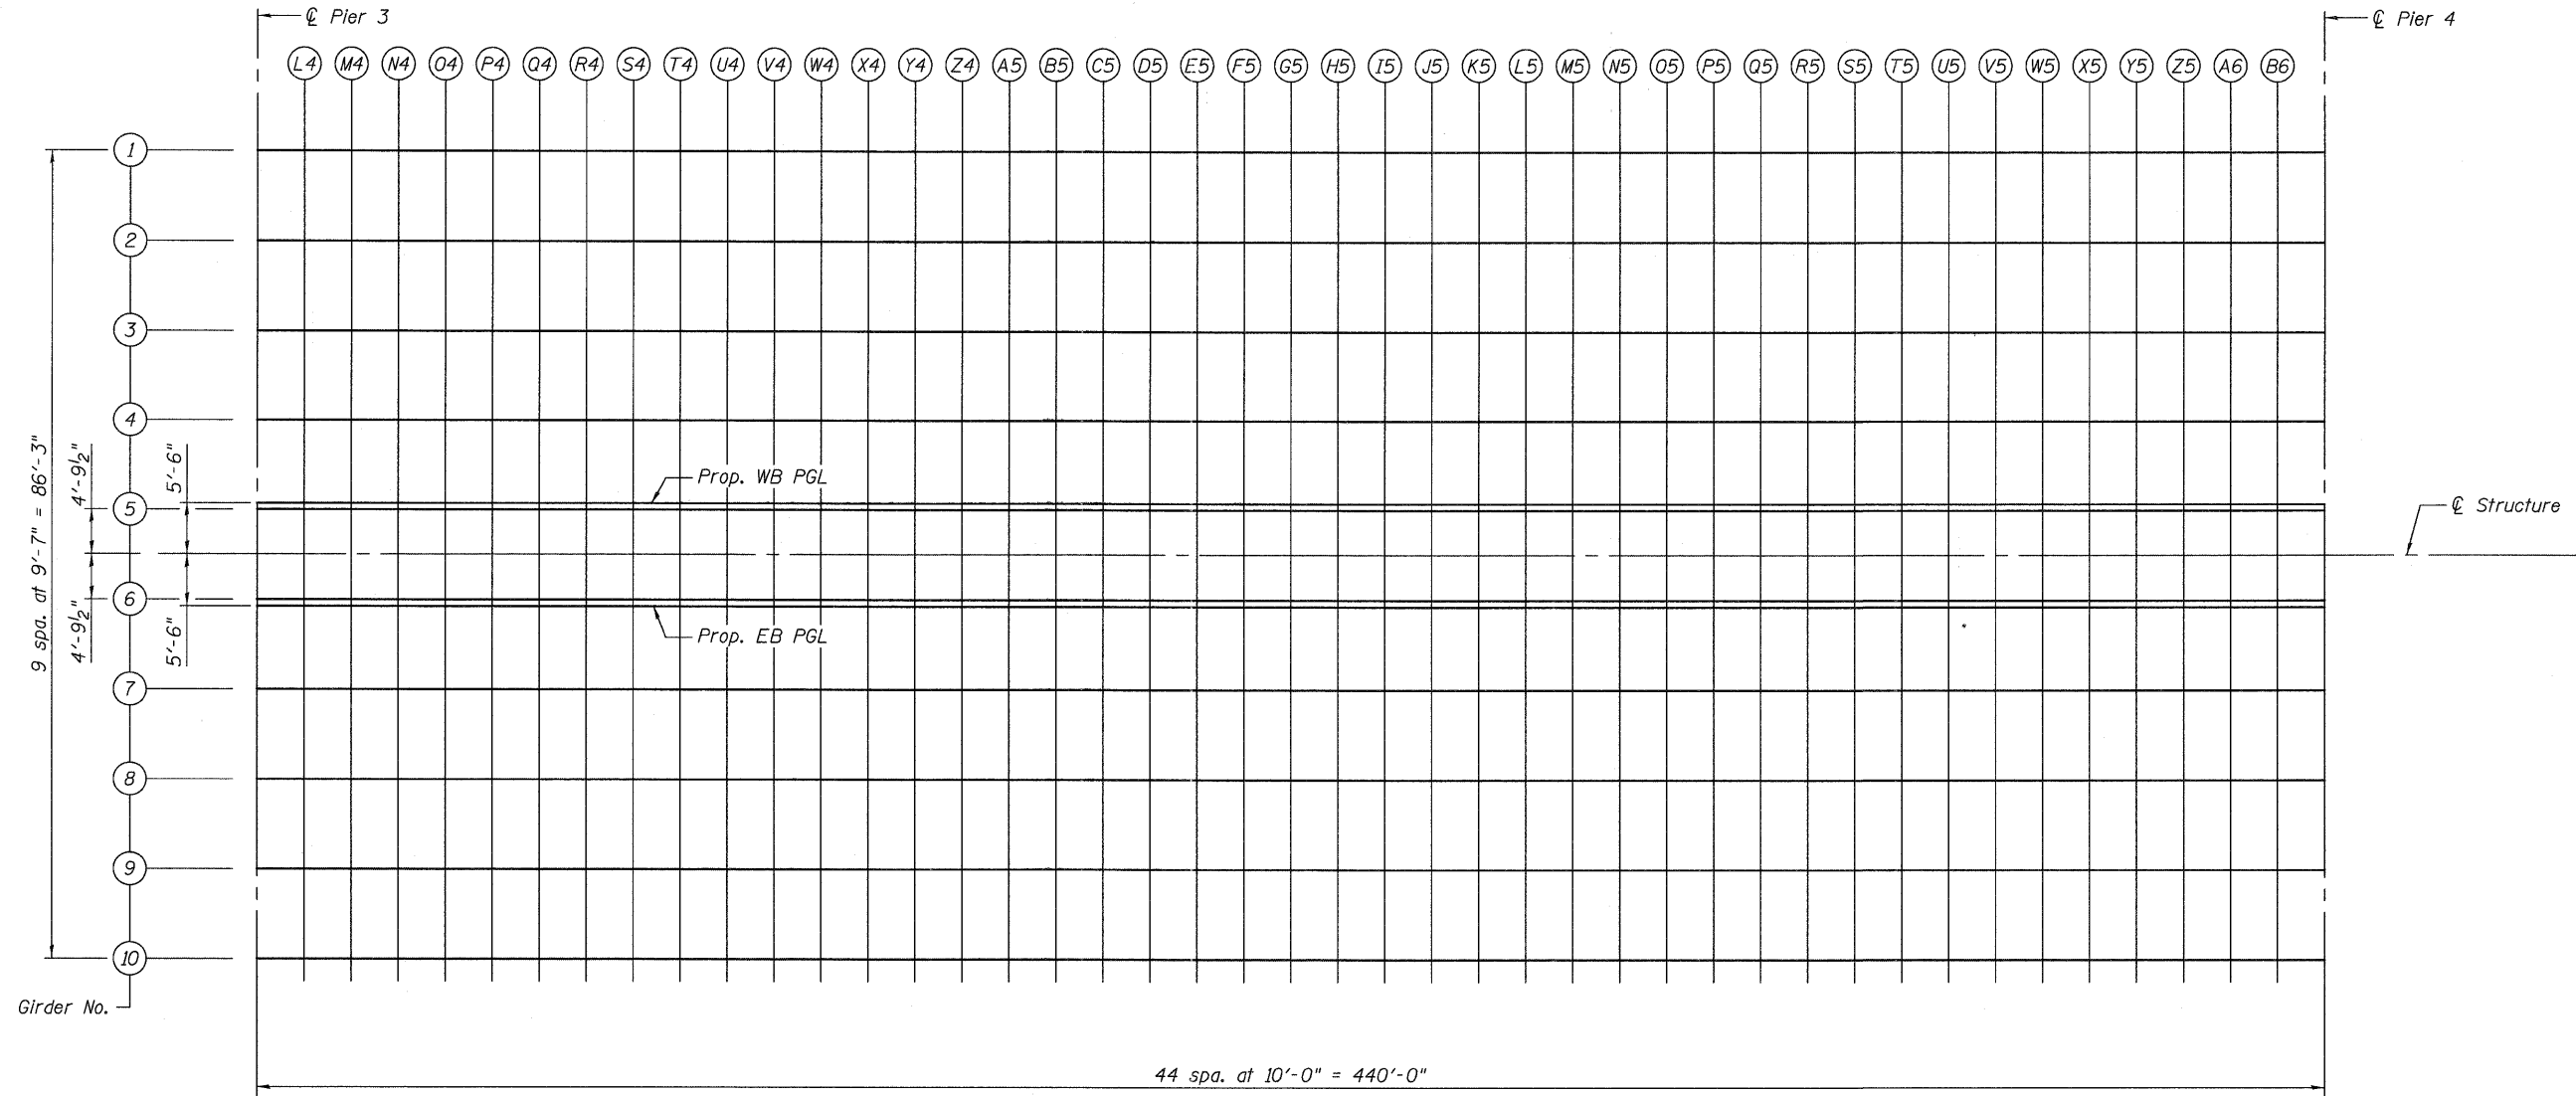 ℄ Pier 3
℄ Pier 4
L4 M4 N4 O4 P4 Q4 R4 S4 T4 U4 V4 W4 X4 Y4 Z4 A5 B5 C5 D5 E5 F5 G5 H5 I5 J5 K5 L5 M5 N5 O5 P5 Q5 R5 S5 T5 U5 V5 W5 X5 Y5 Z5 A6 B6
1
2
3
4
5
6
7
8
9
10
9 spa. at 9'-7" = 86'-3"
4'-9½"
5'-6"
4'-9½"
5'-6"
Prop. WB PGL
℄ Structure
Prop. EB PGL
Girder No.
44 spa. at 10'-0" = 440'-0"